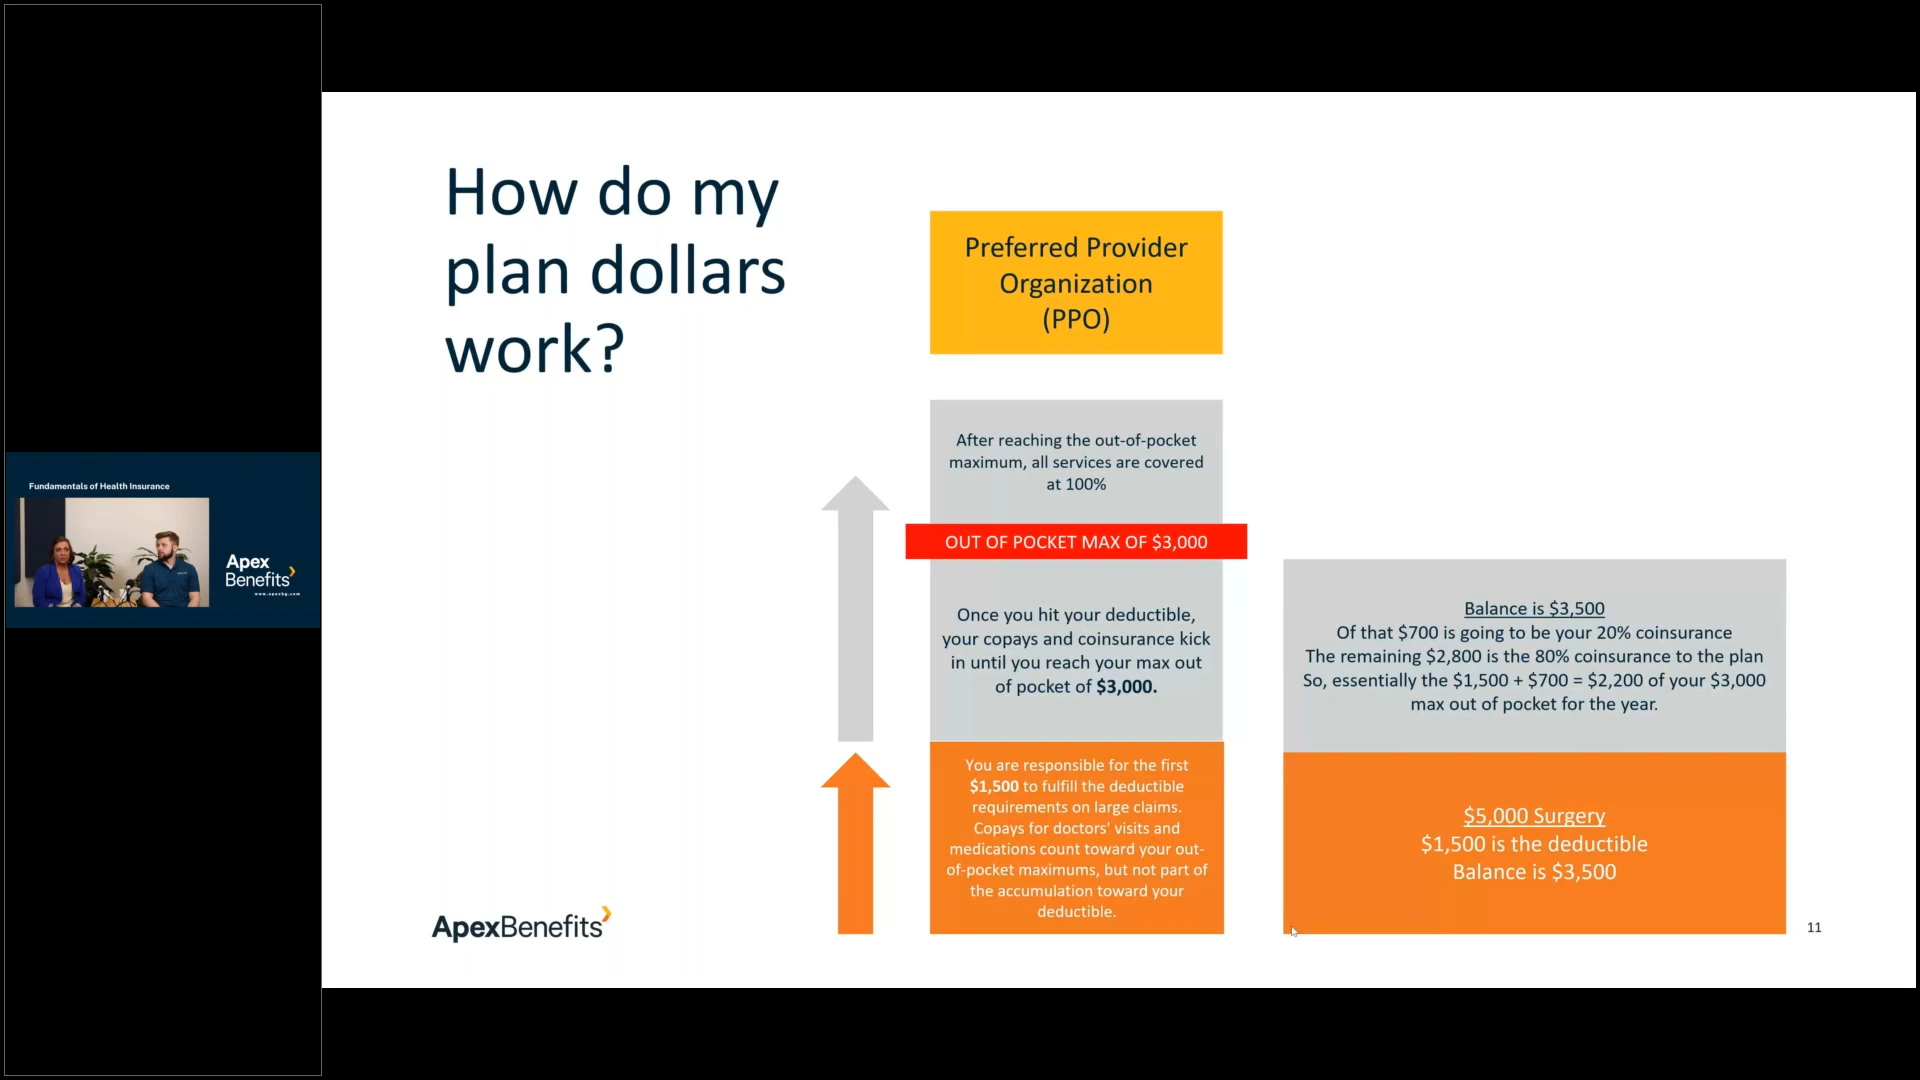 Fundamentals of Health Insurance
Apex
Benefits
www.apexbg.com
How do my
plan dollars
work?
Preferred Provider
Organization
(PPO)
After reaching the out-of-pocket
maximum, all services are covered
at 100%
OUT OF POCKET MAX OF $3,000
Once you hit your deductible,
your copays and coinsurance kick
in until you reach your max out
of pocket of $3,000.
You are responsible for the first
$1,500 to fulfill the deductible
requirements on large claims.
Copays for doctors' visits and
medications count toward your out-
of-pocket maximums, but not part of
the accumulation toward your
deductible.
Balance is $3,500
Of that $700 is going to be your 20% coinsurance
The remaining $2,800 is the 80% coinsurance to the plan
So, essentially the $1,500 + $700 = $2,200 of your $3,000
max out of pocket for the year.
$5,000 Surgery
$1,500 is the deductible
Balance is $3,500
ApexBenefits
11